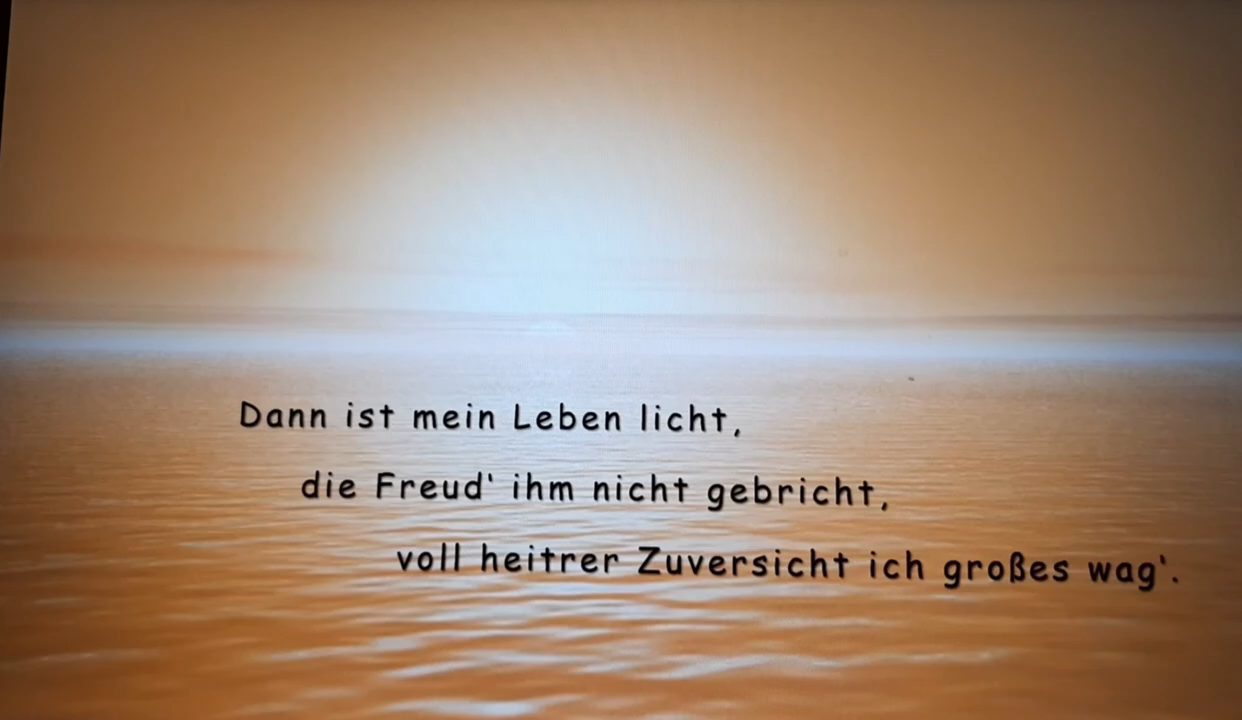 Dann ist mein Leben licht,
die Freud' ihm nicht gebricht,
voll heitrer Zuversicht ich großes wag'.